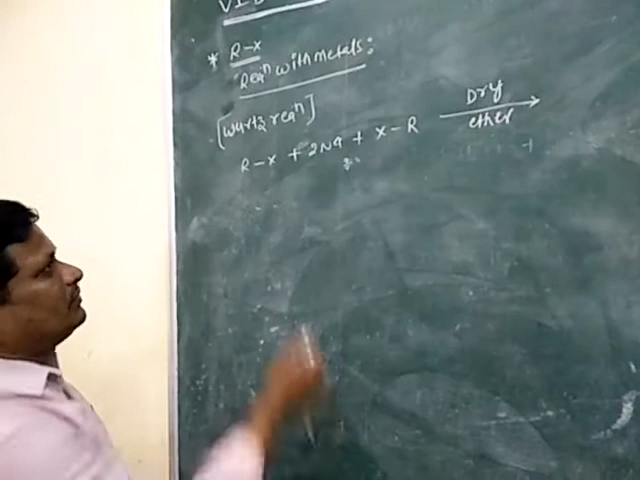 * R-X
Reaⁿ with metals:
[wurtz reaⁿ]
R-X + 2Na + X-R
Dry
ether